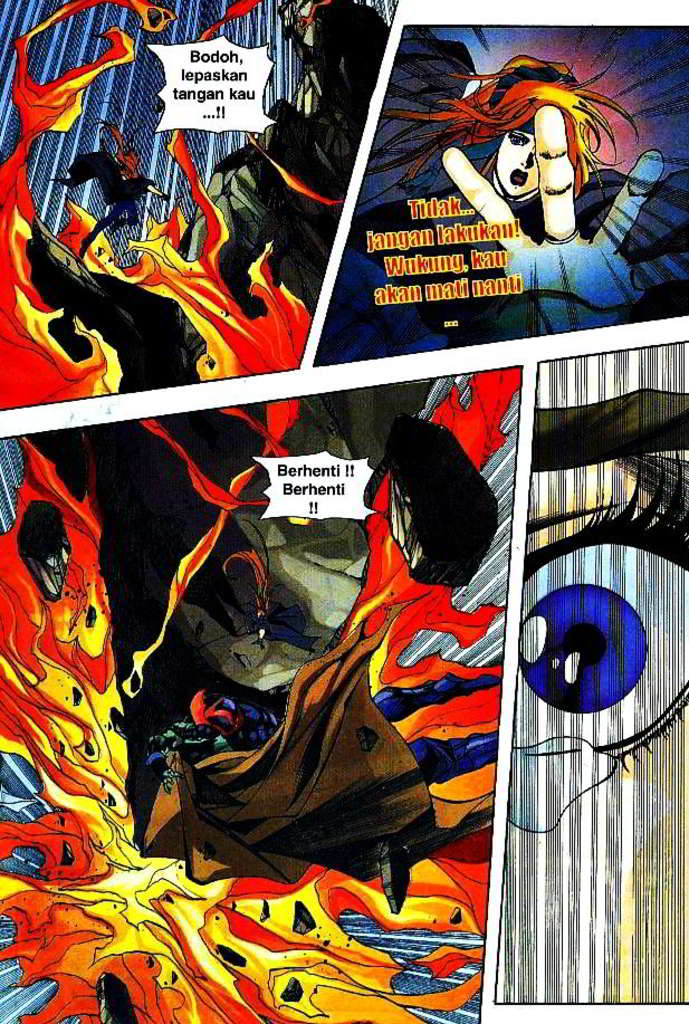 Bodoh,
lepaskan
tangan kau
...!!
Tidak...
jangan lakukan!
Wukung, kau
akan mati nanti
...
Berhenti !!
Berhenti
!!